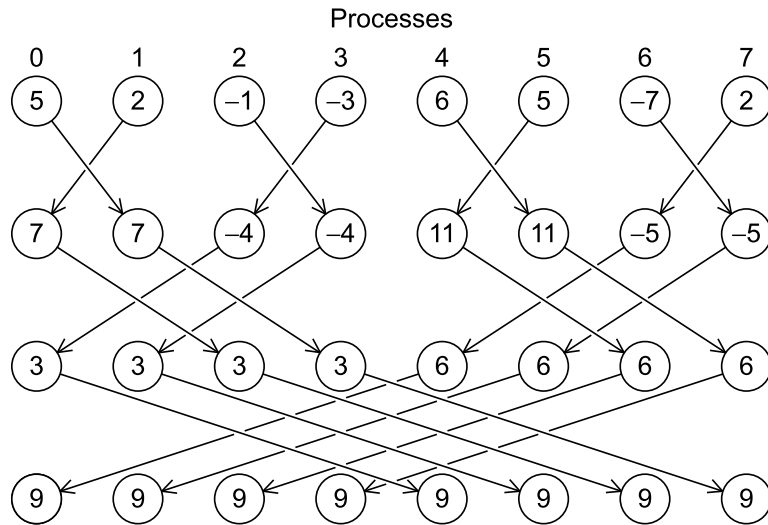 Processes
0 1 2 3 4 5 6 7
5 2 –1 –3 6 5 –7 2
7 7 –4 –4 11 11 –5 –5
3 3 3 3 6 6 6 6
9 9 9 9 9 9 9 9